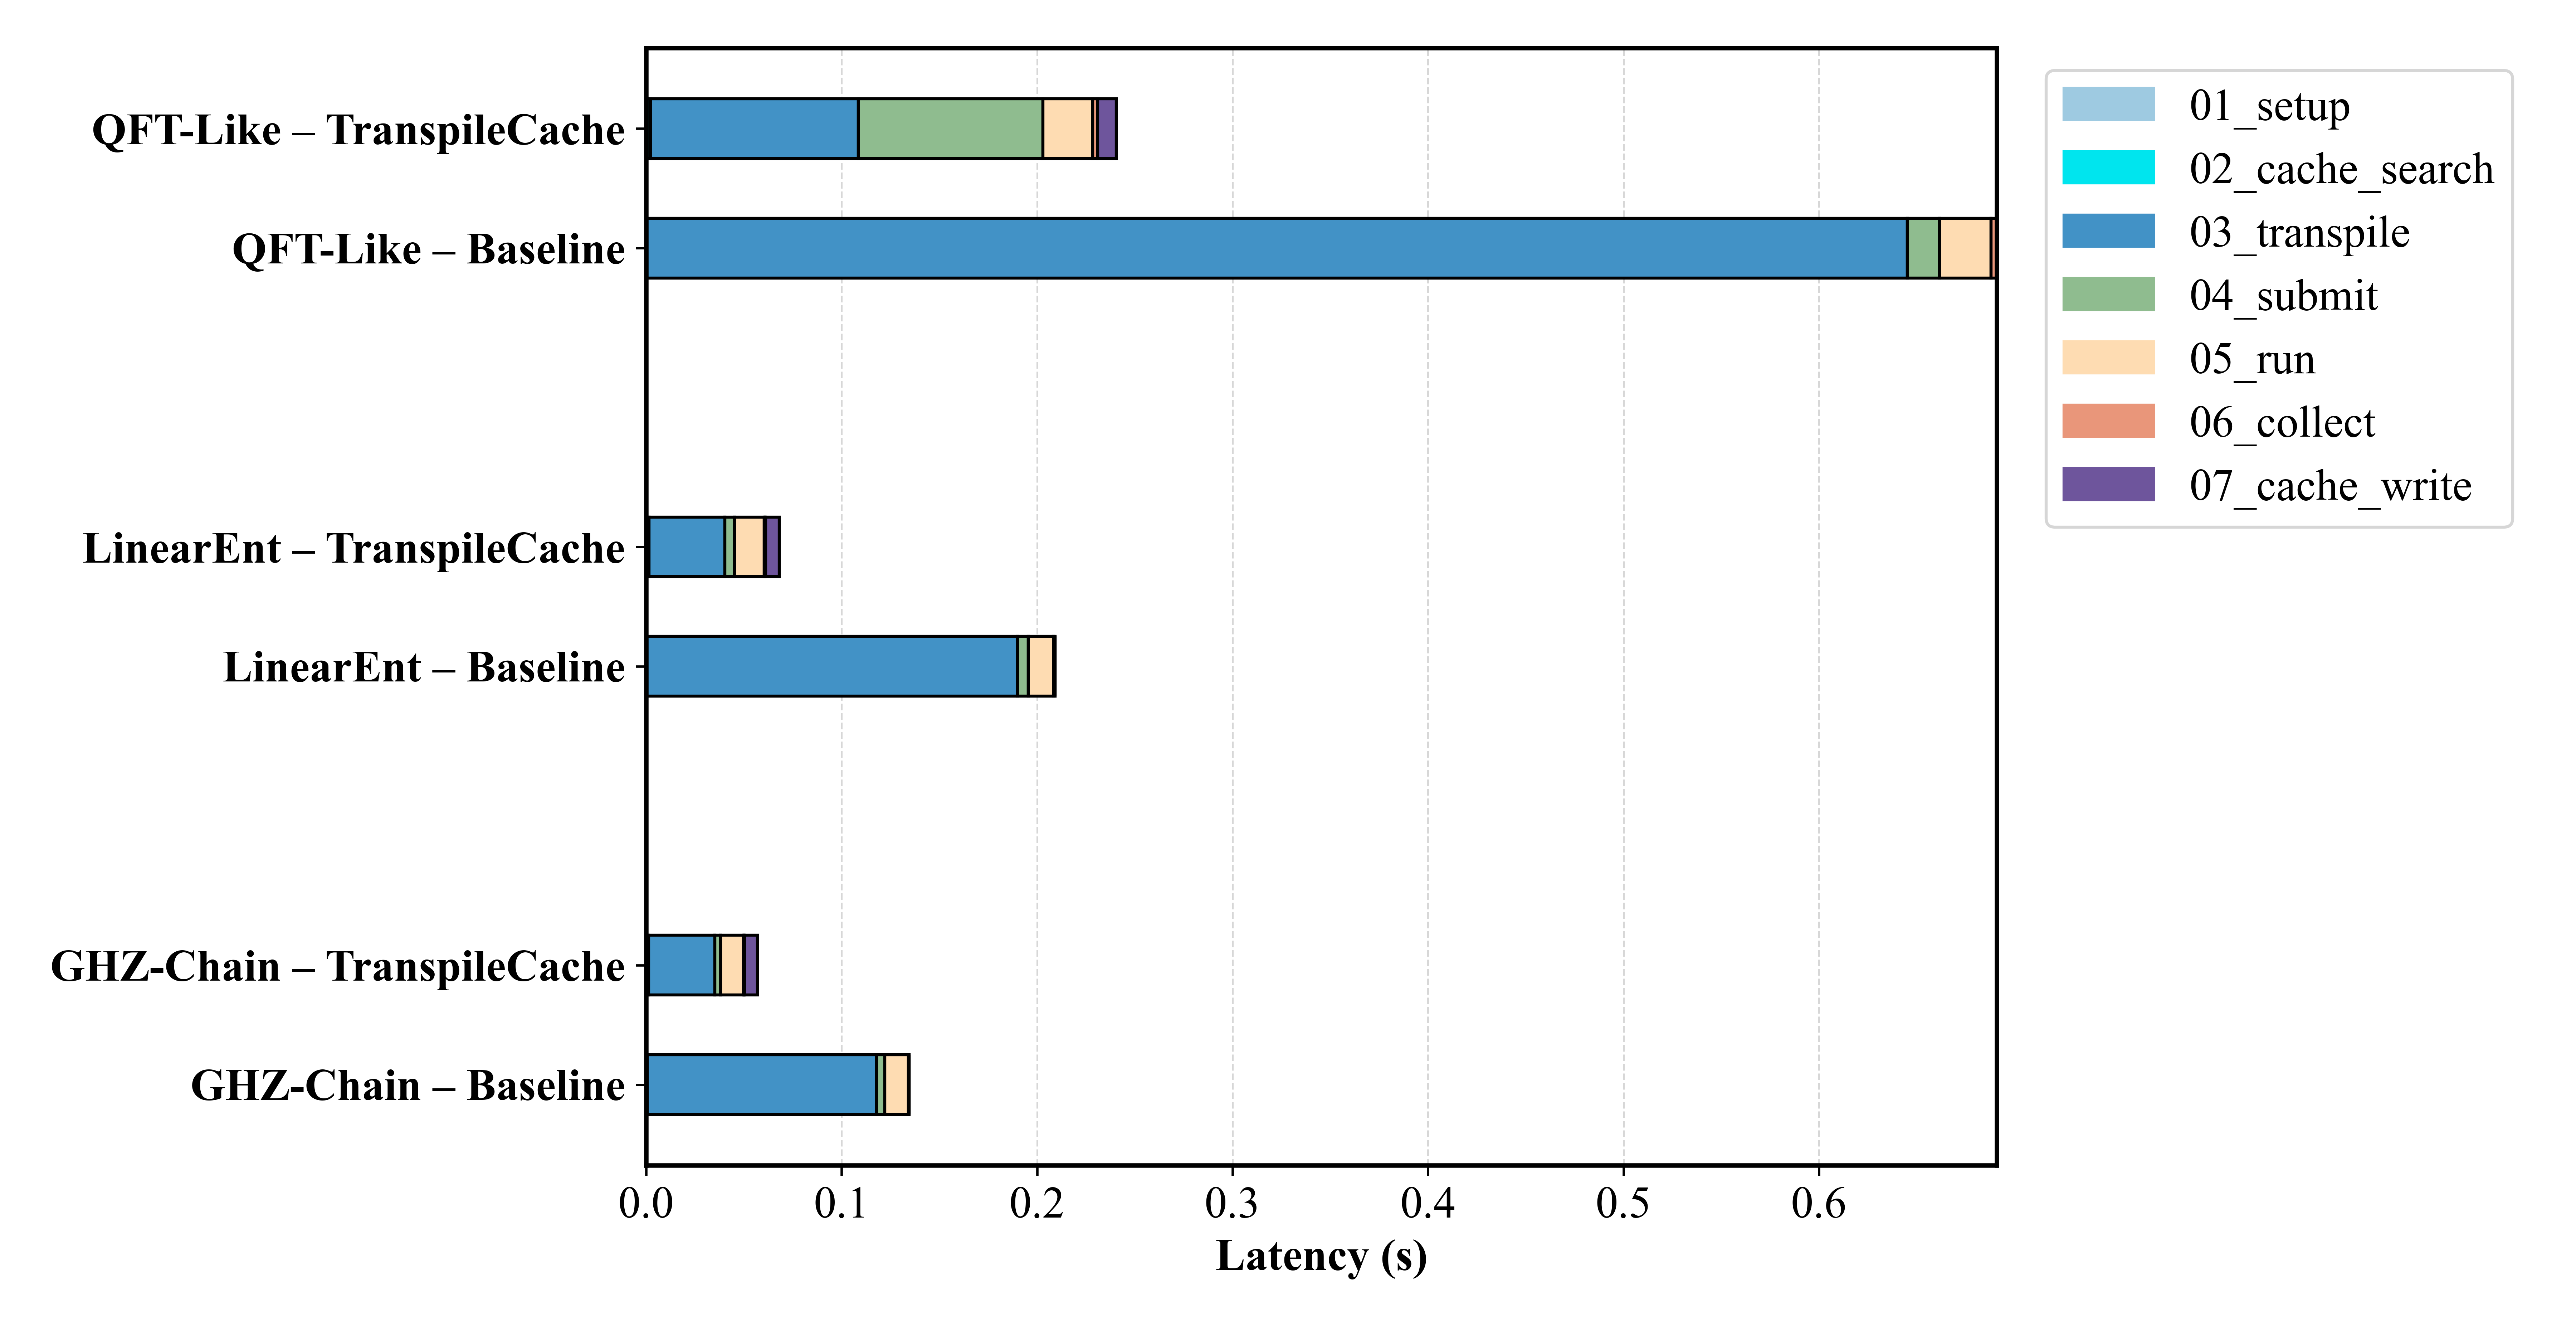 QFT-Like – TranspileCache
QFT-Like – Baseline
LinearEnt – TranspileCache
LinearEnt – Baseline
GHZ-Chain – TranspileCache
GHZ-Chain – Baseline
0.0 0.1 0.2 0.3 0.4 0.5 0.6
Latency (s)
01_setup
02_cache_search
03_transpile
04_submit
05_run
06_collect
07_cache_write